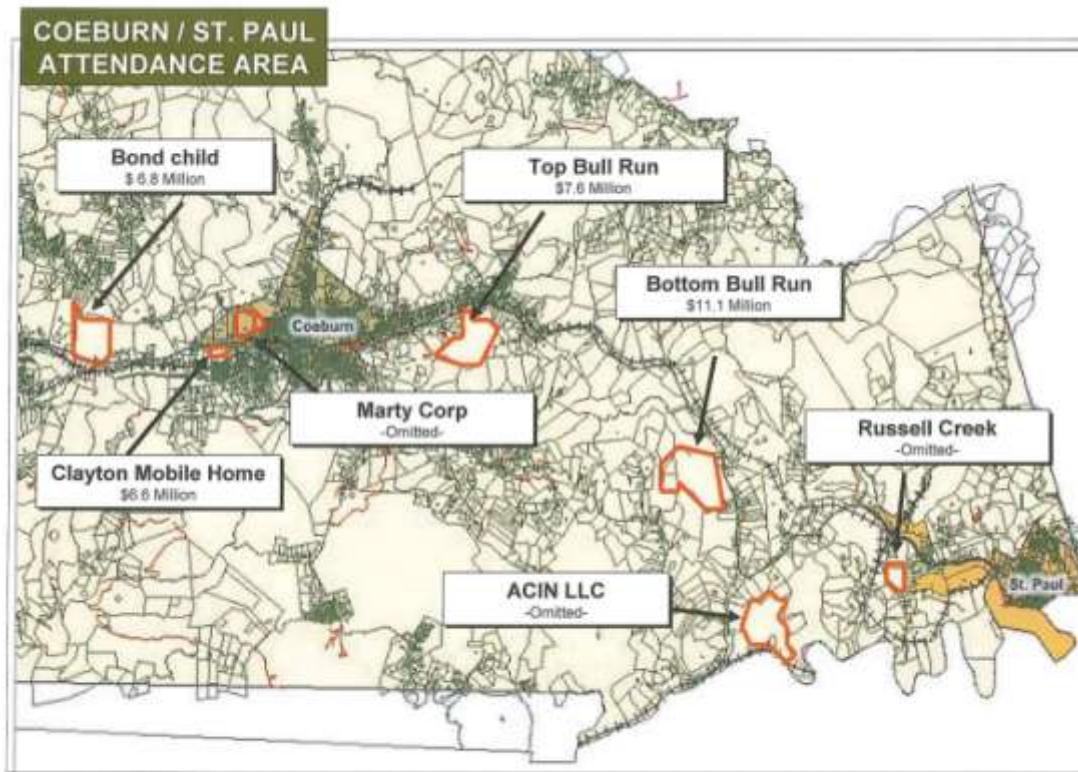 COEBURN / ST. PAUL
ATTENDANCE AREA
Bond child
$ 6.8 Million
Top Bull Run
$7.6 Million
Bottom Bull Run
$11.1 Million
Coeburn
Marty Corp
-Omitted-
Russell Creek
-Omitted-
Clayton Mobile Home
$6.6 Million
ACIN LLC
-Omitted-
St. Paul